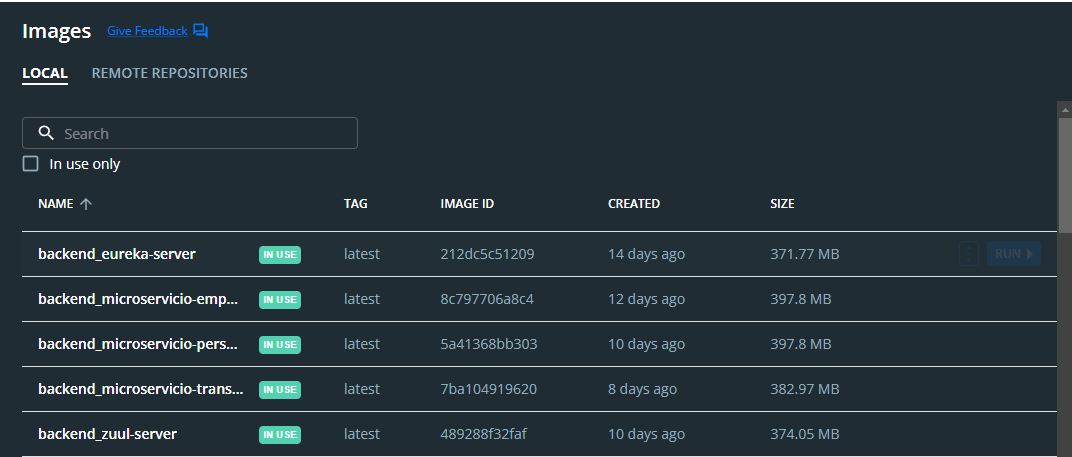 Images Give Feedback
LOCAL REMOTE REPOSITORIES
Search
In use only
NAME TAG IMAGE ID CREATED SIZE
backend_eureka-server IN USE latest 212dc5c51209 14 days ago 371.77 MB RUN
backend_microservicio-emp... IN USE latest 8c797706a8c4 12 days ago 397.8 MB
backend_microservicio-pers... IN USE latest 5a41368bb303 10 days ago 397.8 MB
backend_microservicio-trans... IN USE latest 7ba104919620 8 days ago 382.97 MB
backend_zuul-server IN USE latest 489288f32faf 10 days ago 374.05 MB